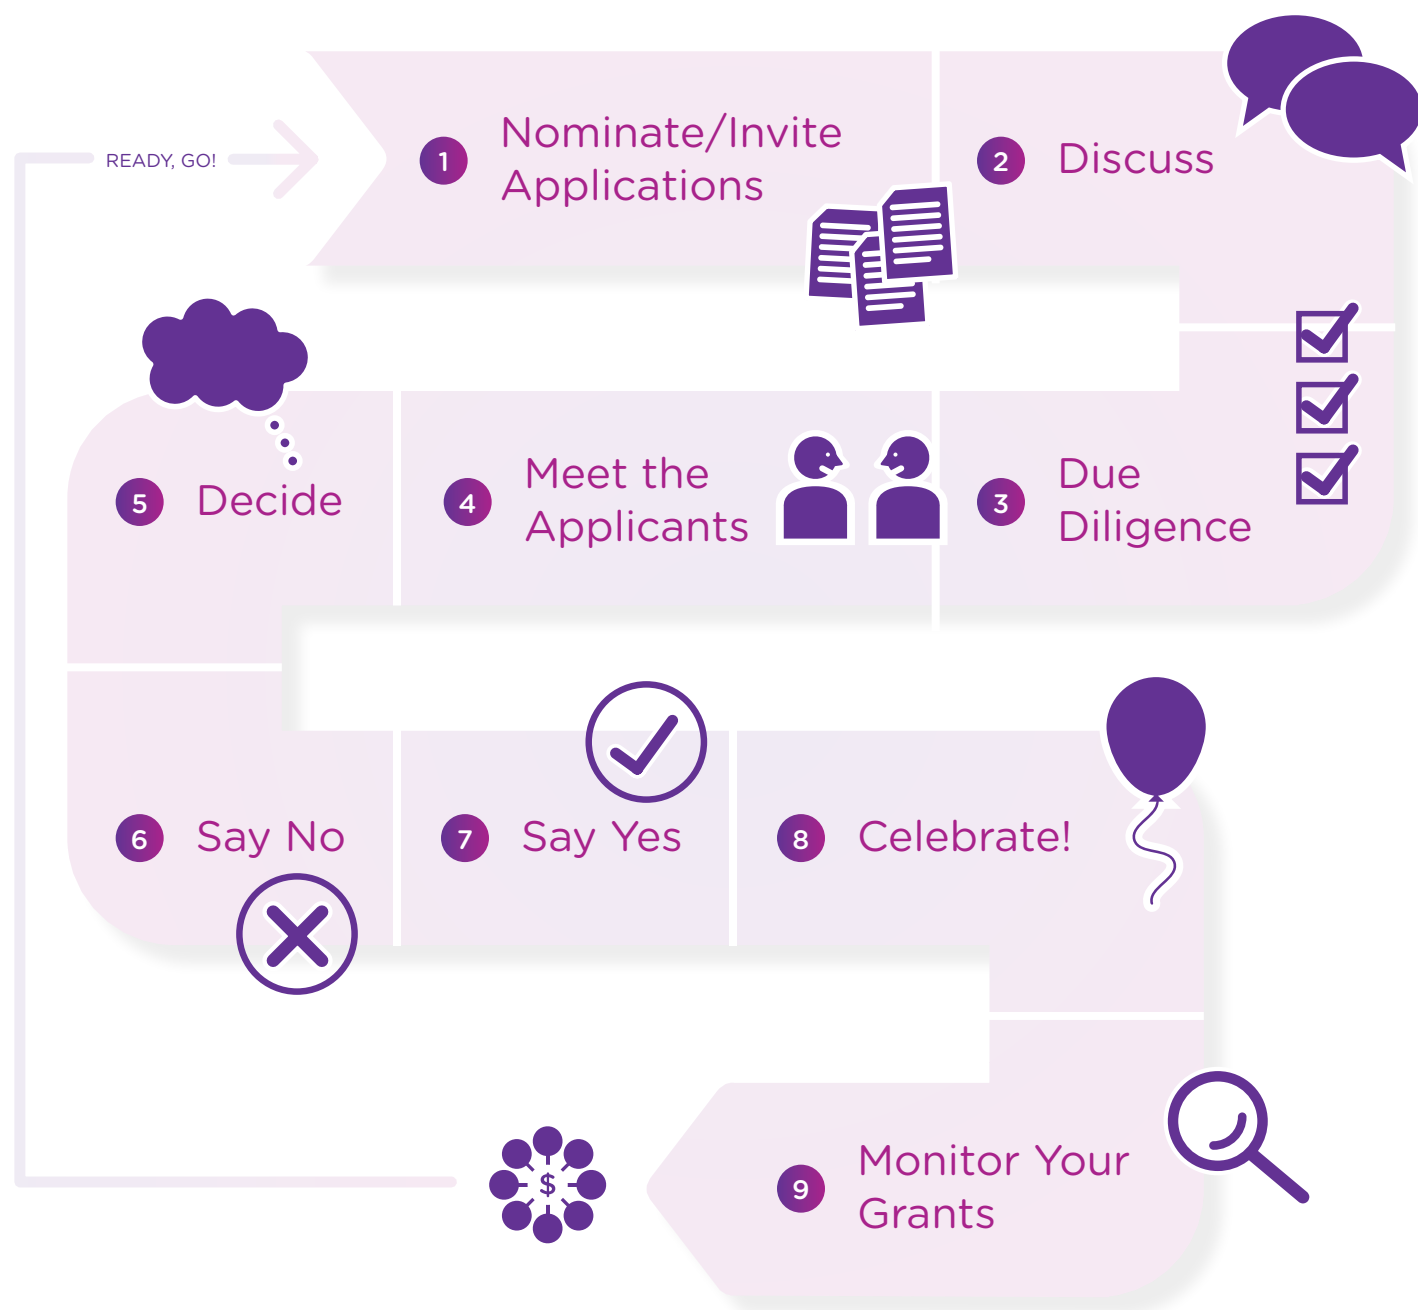 READY, GO!
1
Nominate/Invite
Applications
2
Discuss
3
Due
Diligence
4
Meet the
Applicants
5
Decide
6
Say No
7
Say Yes
8
Celebrate!
9
Monitor Your
Grants
$